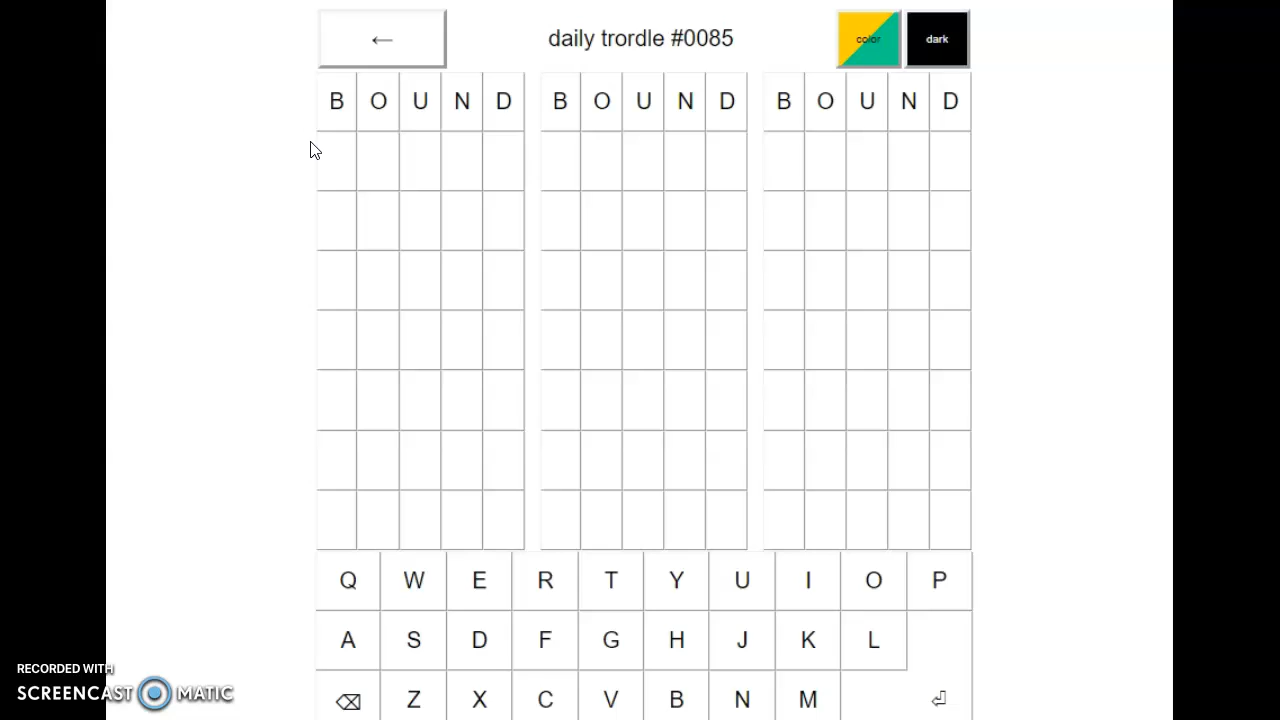 ← daily trordle #0085 color dark
B O U N D B O U N D B O U N D
Q W E R T Y U I O P
A S D F G H J K L
⌫ Z X C V B N M ⏎
RECORDED WITH
SCREENCAST MATIC